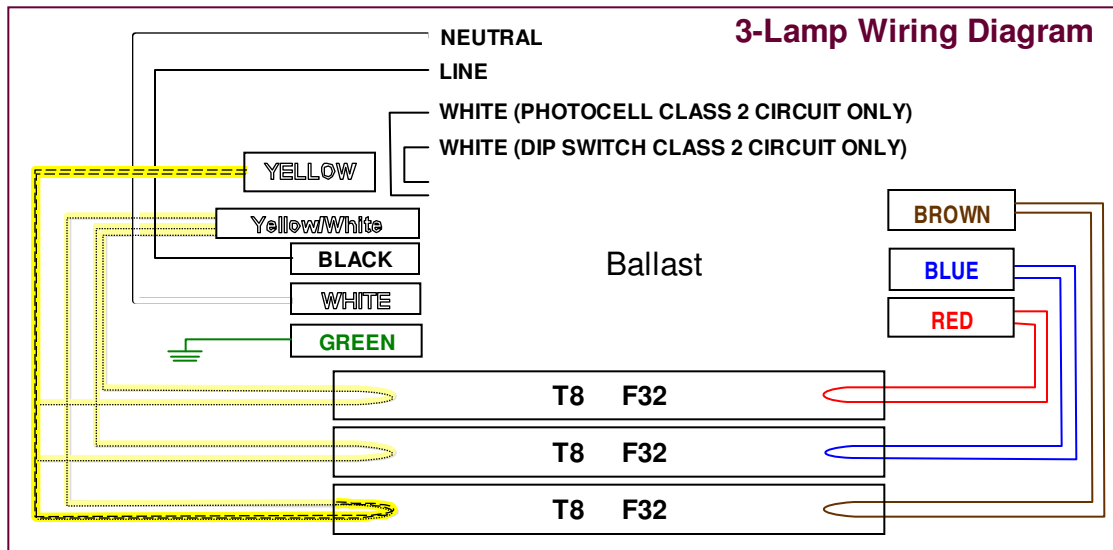 3-Lamp Wiring Diagram
NEUTRAL
LINE
WHITE (PHOTOCELL CLASS 2 CIRCUIT ONLY)
WHITE (DIP SWITCH CLASS 2 CIRCUIT ONLY)
YELLOW
Yellow/White
BLACK
WHITE
GREEN
Ballast
BROWN
BLUE
RED
T8 F32
T8 F32
T8 F32